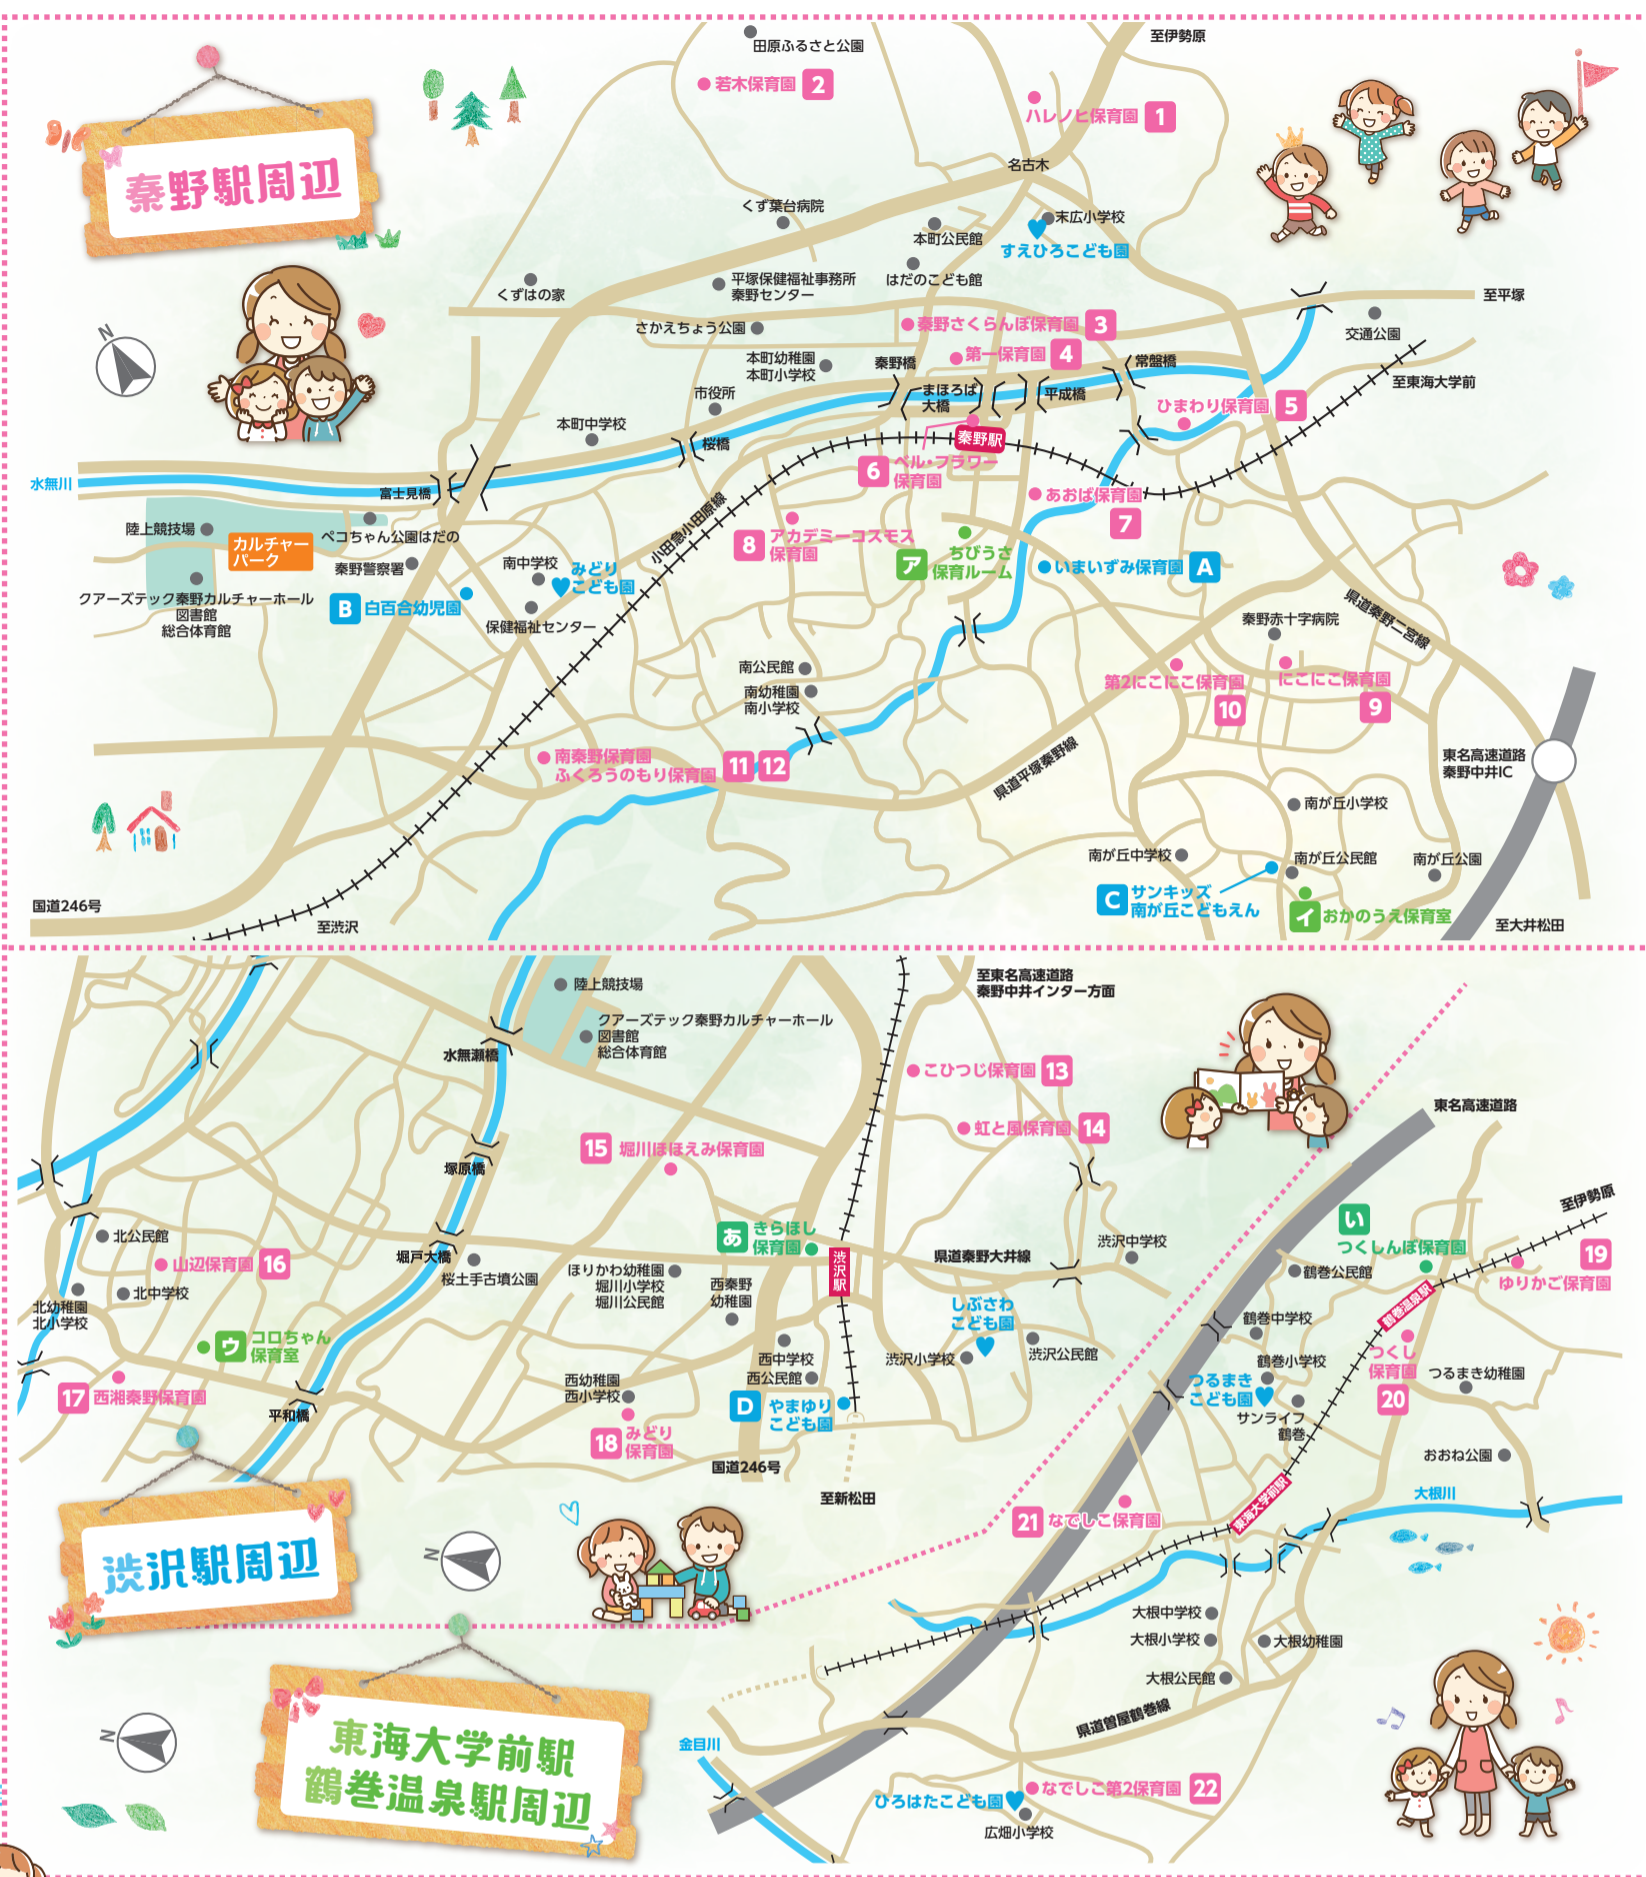 秦野駅周辺
田原ふるさと公園
至伊勢原
若木保育園 2
ハレノヒ保育園 1
名古木
くず葉台病院
末広小学校
本町公民館
すえひろこども園
はだのこども館
平塚保健福祉事務所
秦野センター
くずはの家
至平塚
さかえちょう公園
秦野さくらんぼ保育園 3
交通公園
本町幼稚園
本町小学校
秦野橋
第一保育園 4
常盤橋
至東海大学前
市役所
まほろば
大橋
平成橋
ひまわり保育園 5
本町中学校
桜橋
秦野駅
N
水無川
富士見橋
6 ベル・フラワー
保育園
あおば保育園
7
小田急小田原線
陸上競技場
カルチャー
パーク
ペコちゃん公園はだの
8 アカデミーコスモス
保育園
ア ちびうさ
保育ルーム
いまいずみ保育園 A
秦野警察署
南中学校
みどり
こども園
クアーズテック秦野カルチャーホール
図書館
総合体育館
B 白百合幼児園
保健福祉センター
県道秦野二宮線
秦野赤十字病院
南公民館
第2にこにこ保育園
10
にこにこ保育園
9
南幼稚園
南小学校
南秦野保育園
ふくろうのもり保育園 11 12
県道平塚秦野線
東名高速道路
秦野中井IC
南が丘小学校
南が丘中学校
南が丘公民館
南が丘公園
C サンキッズ
南が丘こどもえん
イ おかのうえ保育室
国道246号
至渋沢
至大井松田
陸上競技場
至東名高速道路
秦野中井インター方面
クアーズテック秦野カルチャーホール
図書館
総合体育館
水無瀬橋
こひつじ保育園 13
虹と風保育園 14
15 堀川ほほえみ保育園
塚原橋
東名高速道路
至伊勢原
北公民館
山辺保育園 16
堀戸大橋
あ きらほし
保育園
渋沢駅
県道秦野大井線
渋沢中学校
い
つくしんぼ保育園
19
ゆりかご保育園
鶴巻公民館
桜土手古墳公園
ほりかわ幼稚園
堀川小学校
堀川公民館
西秦野
幼稚園
北中学校
北幼稚園
北小学校
しぶさわ
こども園
鶴巻温泉駅
鶴巻中学校
ウ コロちゃん
保育室
西中学校
西公民館
渋沢小学校
渋沢公民館
鶴巻小学校
つくし
保育園
20
つるまき幼稚園
17 西湘秦野保育園
平和橋
西幼稚園
西小学校
D やまゆり
こども園
つるまき
こども園
サンライフ
鶴巻
18 みどり
保育園
国道246号
至新松田
おおね公園
大根川
東海大学前駅
21 なでしこ保育園
渋沢駅周辺
N
大根中学校
大根小学校
大根幼稚園
大根公民館
県道曽屋鶴巻線
金目川
東海大学前駅
鶴巻温泉駅周辺
N
なでしこ第2保育園 22
ひろはたこども園
広畑小学校